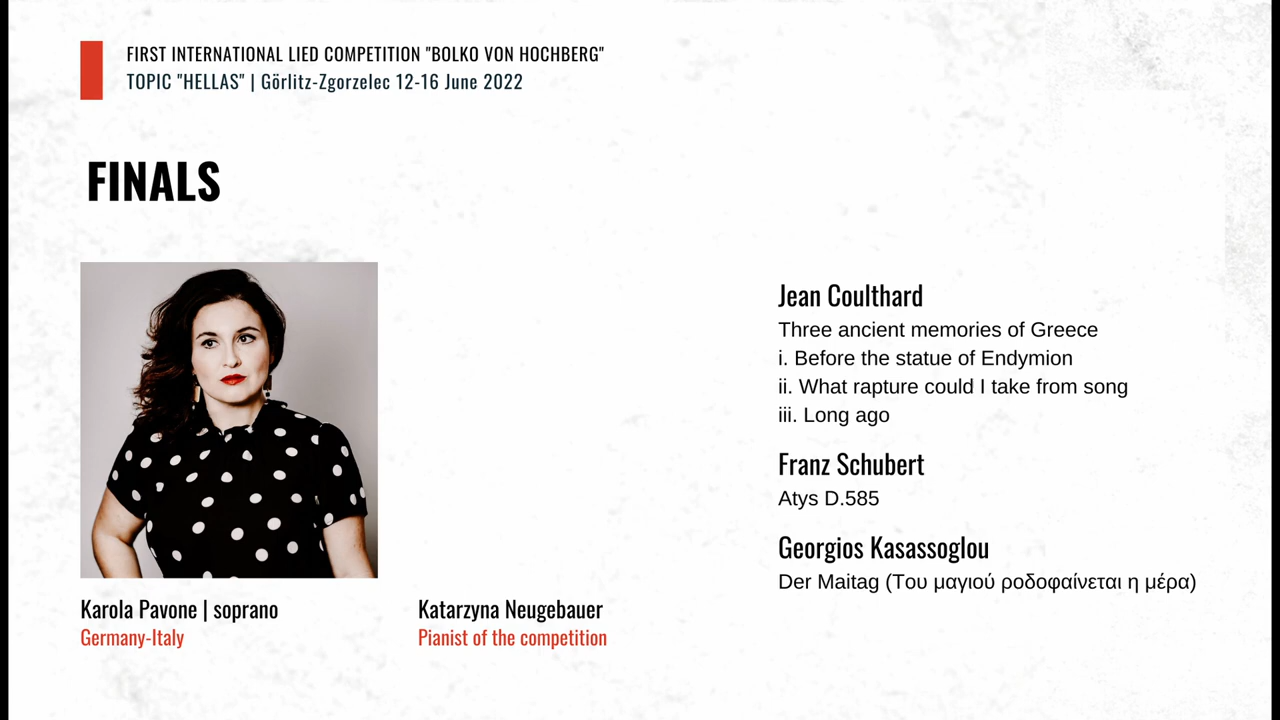 FIRST INTERNATIONAL LIED COMPETITION "BOLKO VON HOCHBERG"
TOPIC "HELLAS" | Görlitz-Zgorzelec 12-16 June 2022
FINALS
Karola Pavone | soprano
Germany-Italy
Katarzyna Neugebauer
Pianist of the competition
Jean Coulthard
Three ancient memories of Greece
i. Before the statue of Endymion
ii. What rapture could I take from song
iii. Long ago
Franz Schubert
Atys D.585
Georgios Kasassoglou
Der Maitag (Του μαγιού ροδοφαίνεται η μέρα)